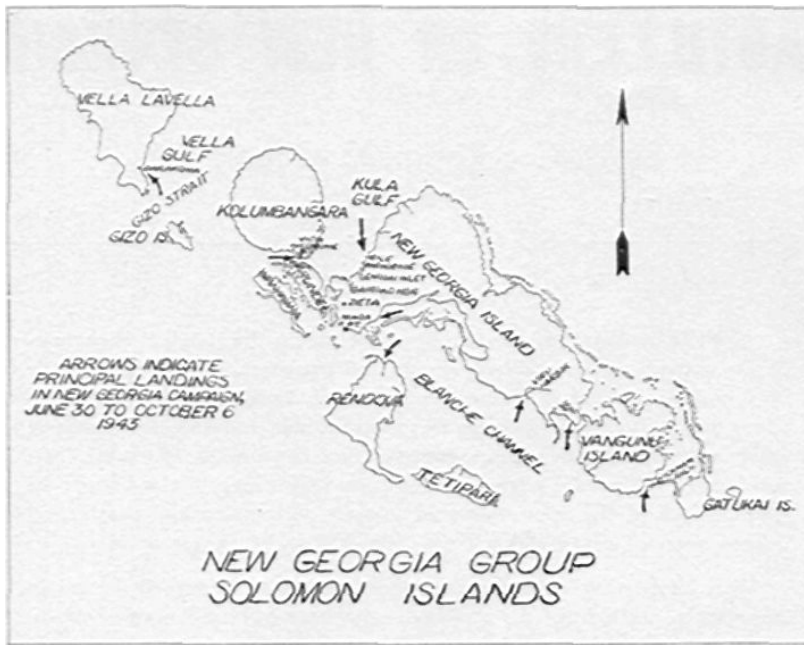 VELLA LAVELLA
VELLA
GULF
GIZO STRAIT
GIZO IS.
KOLUMBANGARA
KULA
GULF
NEW GEORGIA ISLAND
ZIETA
ARROWS INDICATE
PRINCIPAL LANDINGS
IN NEW GEORGIA CAMPAIGN,
JUNE 30 TO OCTOBER 6
1943
RENDOVA
BLANCHE CHANNEL
TETIPARA
VANGUNU
ISLAND
GATUKAI IS.
NEW GEORGIA GROUP
SOLOMON ISLANDS